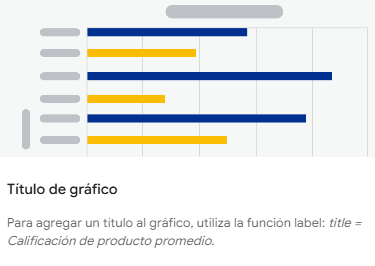 Título de gráfico
Para agregar un título al gráfico, utiliza la función label: title =
Calificación de producto promedio.